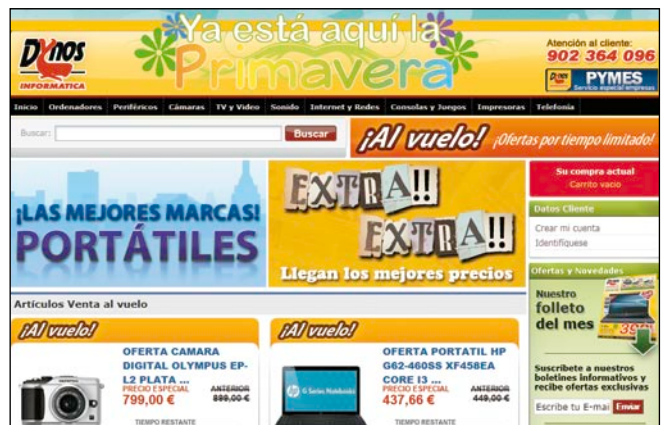 Ya está aquí la
Primavera
Dynos
INFORMATICA
Atención al cliente:
902 364 096
Dynos
PYMES
Servicio especial empresas
Inicio Ordenadores Periféricos Cámaras TV y Video Sonido Internet y Redes Consolas y Juegos Impresoras Telefonía
Buscar:
Buscar
¡Al vuelo! ¡Ofertas por tiempo limitado!
¡LAS MEJORES MARCAS!
PORTÁTILES
EXTRA!!
EXTRA!!
Llegan los mejores precios
Su compra actual
Carrito vacio
Datos Cliente
Crear mi cuenta
Identifíquese
Ofertas y Novedades
Nuestro
folleto
del mes
399
Suscribete a nuestros
boletines informativos y
recibe ofertas exclusivas
Escribe tu E-mai Enviar
Artículos Venta al vuelo
¡Al vuelo!
OFERTA CAMARA
DIGITAL OLYMPUS EP-
L2 PLATA ...
PRECIO ESPECIAL ANTERIOR
799,00 € 899,00 €
TIEMPO RESTANTE
¡Al vuelo!
G Series Notebooks
OFERTA PORTATIL HP
G62-460SS XF458EA
CORE I3 ...
PRECIO ESPECIAL ANTERIOR
437,66 € 449,00 €
TIEMPO RESTANTE